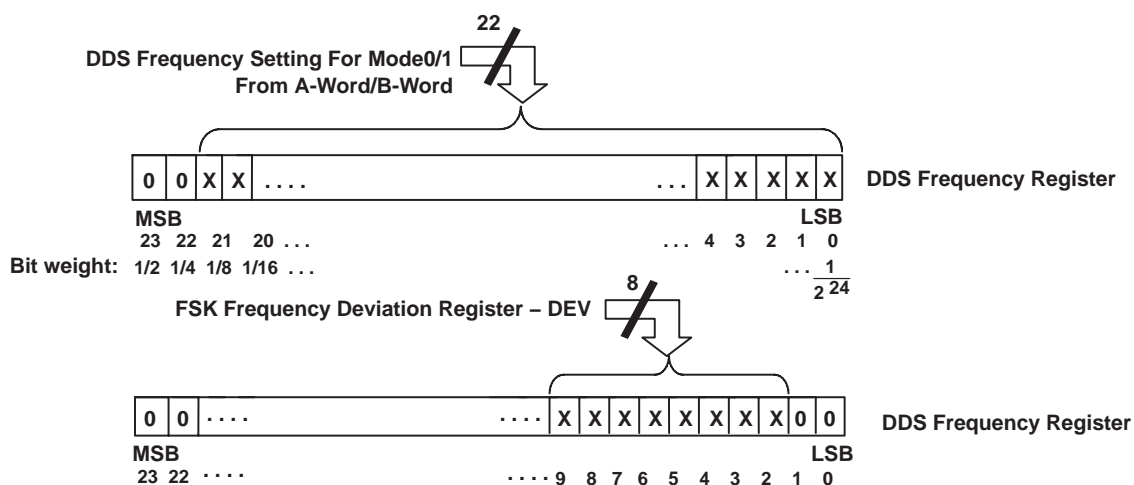 22
DDS Frequency Setting For Mode0/1
From A-Word/B-Word
0 0 X X .... ... X X X X X DDS Frequency Register
MSB LSB
23 22 21 20 ... ... 4 3 2 1 0
Bit weight: 1/2 1/4 1/8 1/16 ... ... 1
2 24
8
FSK Frequency Deviation Register – DEV
0 0 .... .... X X X X X X X X 0 0 DDS Frequency Register
MSB LSB
23 22 .... .... 9 8 7 6 5 4 3 2 1 0